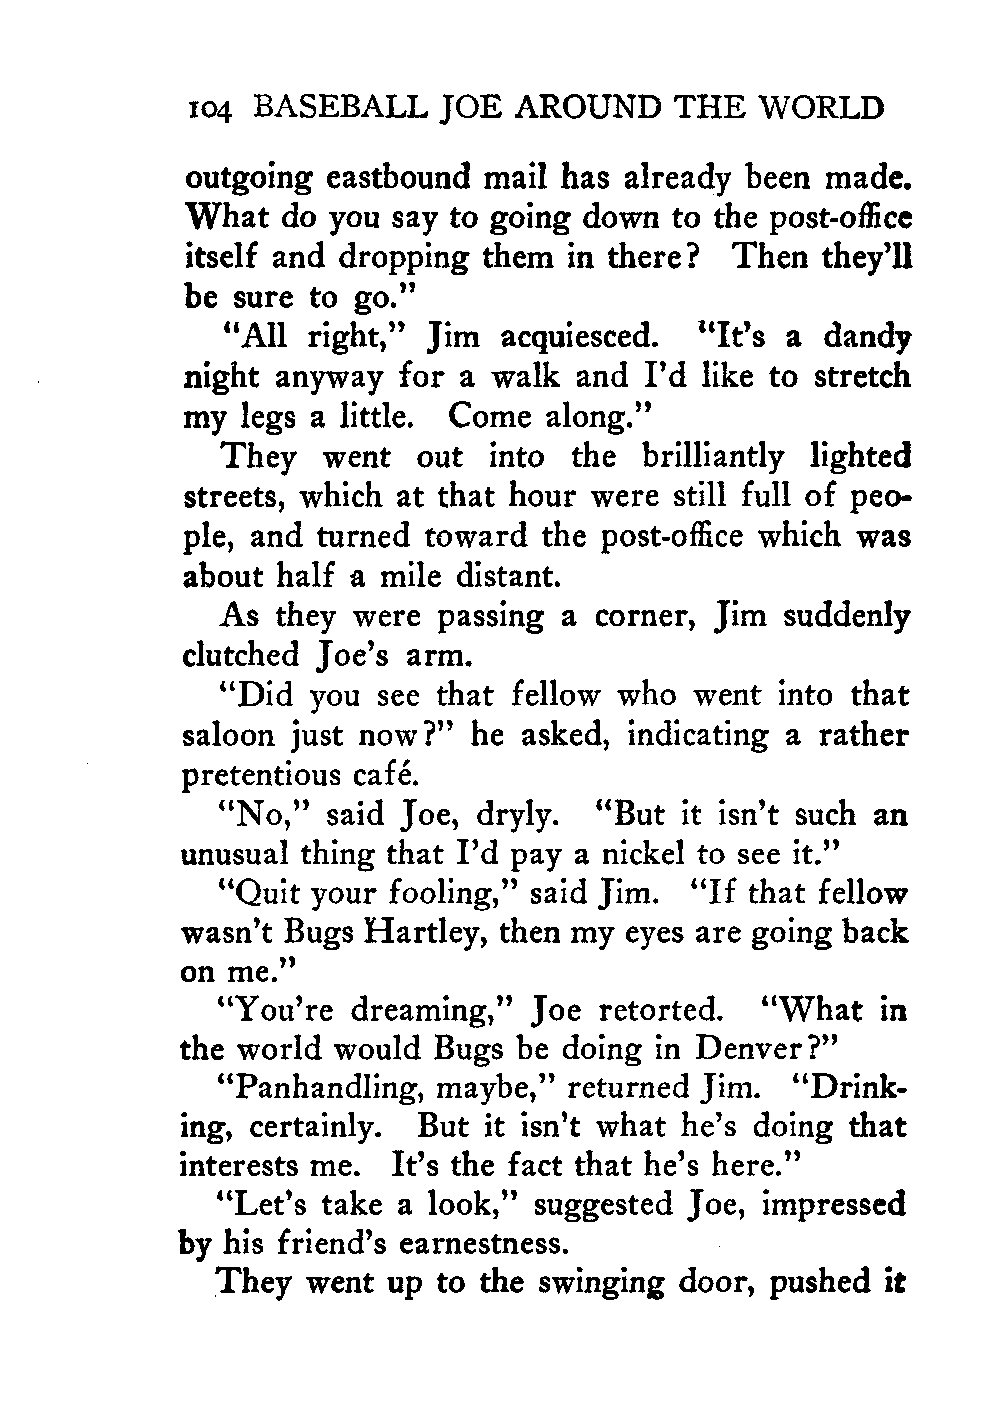 104 BASEBALL JOE AROUND THE WORLD
outgoing eastbound mail has already been made.
What do you say to going down to the post-office
itself and dropping them in there? Then they'll
be sure to go."
"All right," Jim acquiesced. "It's a dandy
night anyway for a walk and I'd like to stretch
my legs a little. Come along."
They went out into the brilliantly lighted
streets, which at that hour were still full of peo-
ple, and turned toward the post-office which was
about half a mile distant.
As they were passing a corner, Jim suddenly
clutched Joe's arm.
"Did you see that fellow who went into that
saloon just now?" he asked, indicating a rather
pretentious café.
"No," said Joe, dryly. "But it isn't such an
unusual thing that I'd pay a nickel to see it."
"Quit your fooling," said Jim. "If that fellow
wasn't Bugs Hartley, then my eyes are going back
on me."
"You're dreaming," Joe retorted. "What in
the world would Bugs be doing in Denver?"
"Panhandling, maybe," returned Jim. "Drink-
ing, certainly. But it isn't what he's doing that
interests me. It's the fact that he's here."
"Let's take a look," suggested Joe, impressed
by his friend's earnestness.
They went up to the swinging door, pushed it